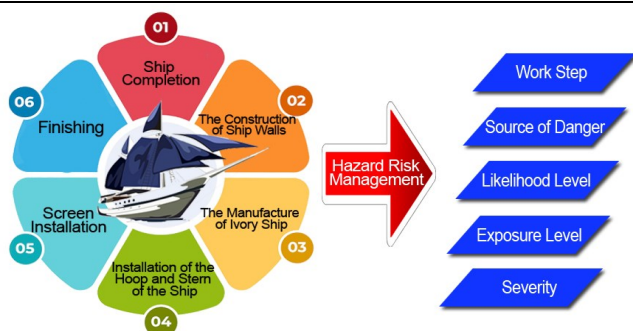 01
Ship
Completion
02
The Construction
of Ship Walls
03
The Manufacture
of Ivory Ship
04
Installation of the
Hoop and Stern
of the Ship
05
Screen
Installation
06
Finishing
Hazard Risk
Management
Work Step
Source of Danger
Likelihood Level
Exposure Level
Severity